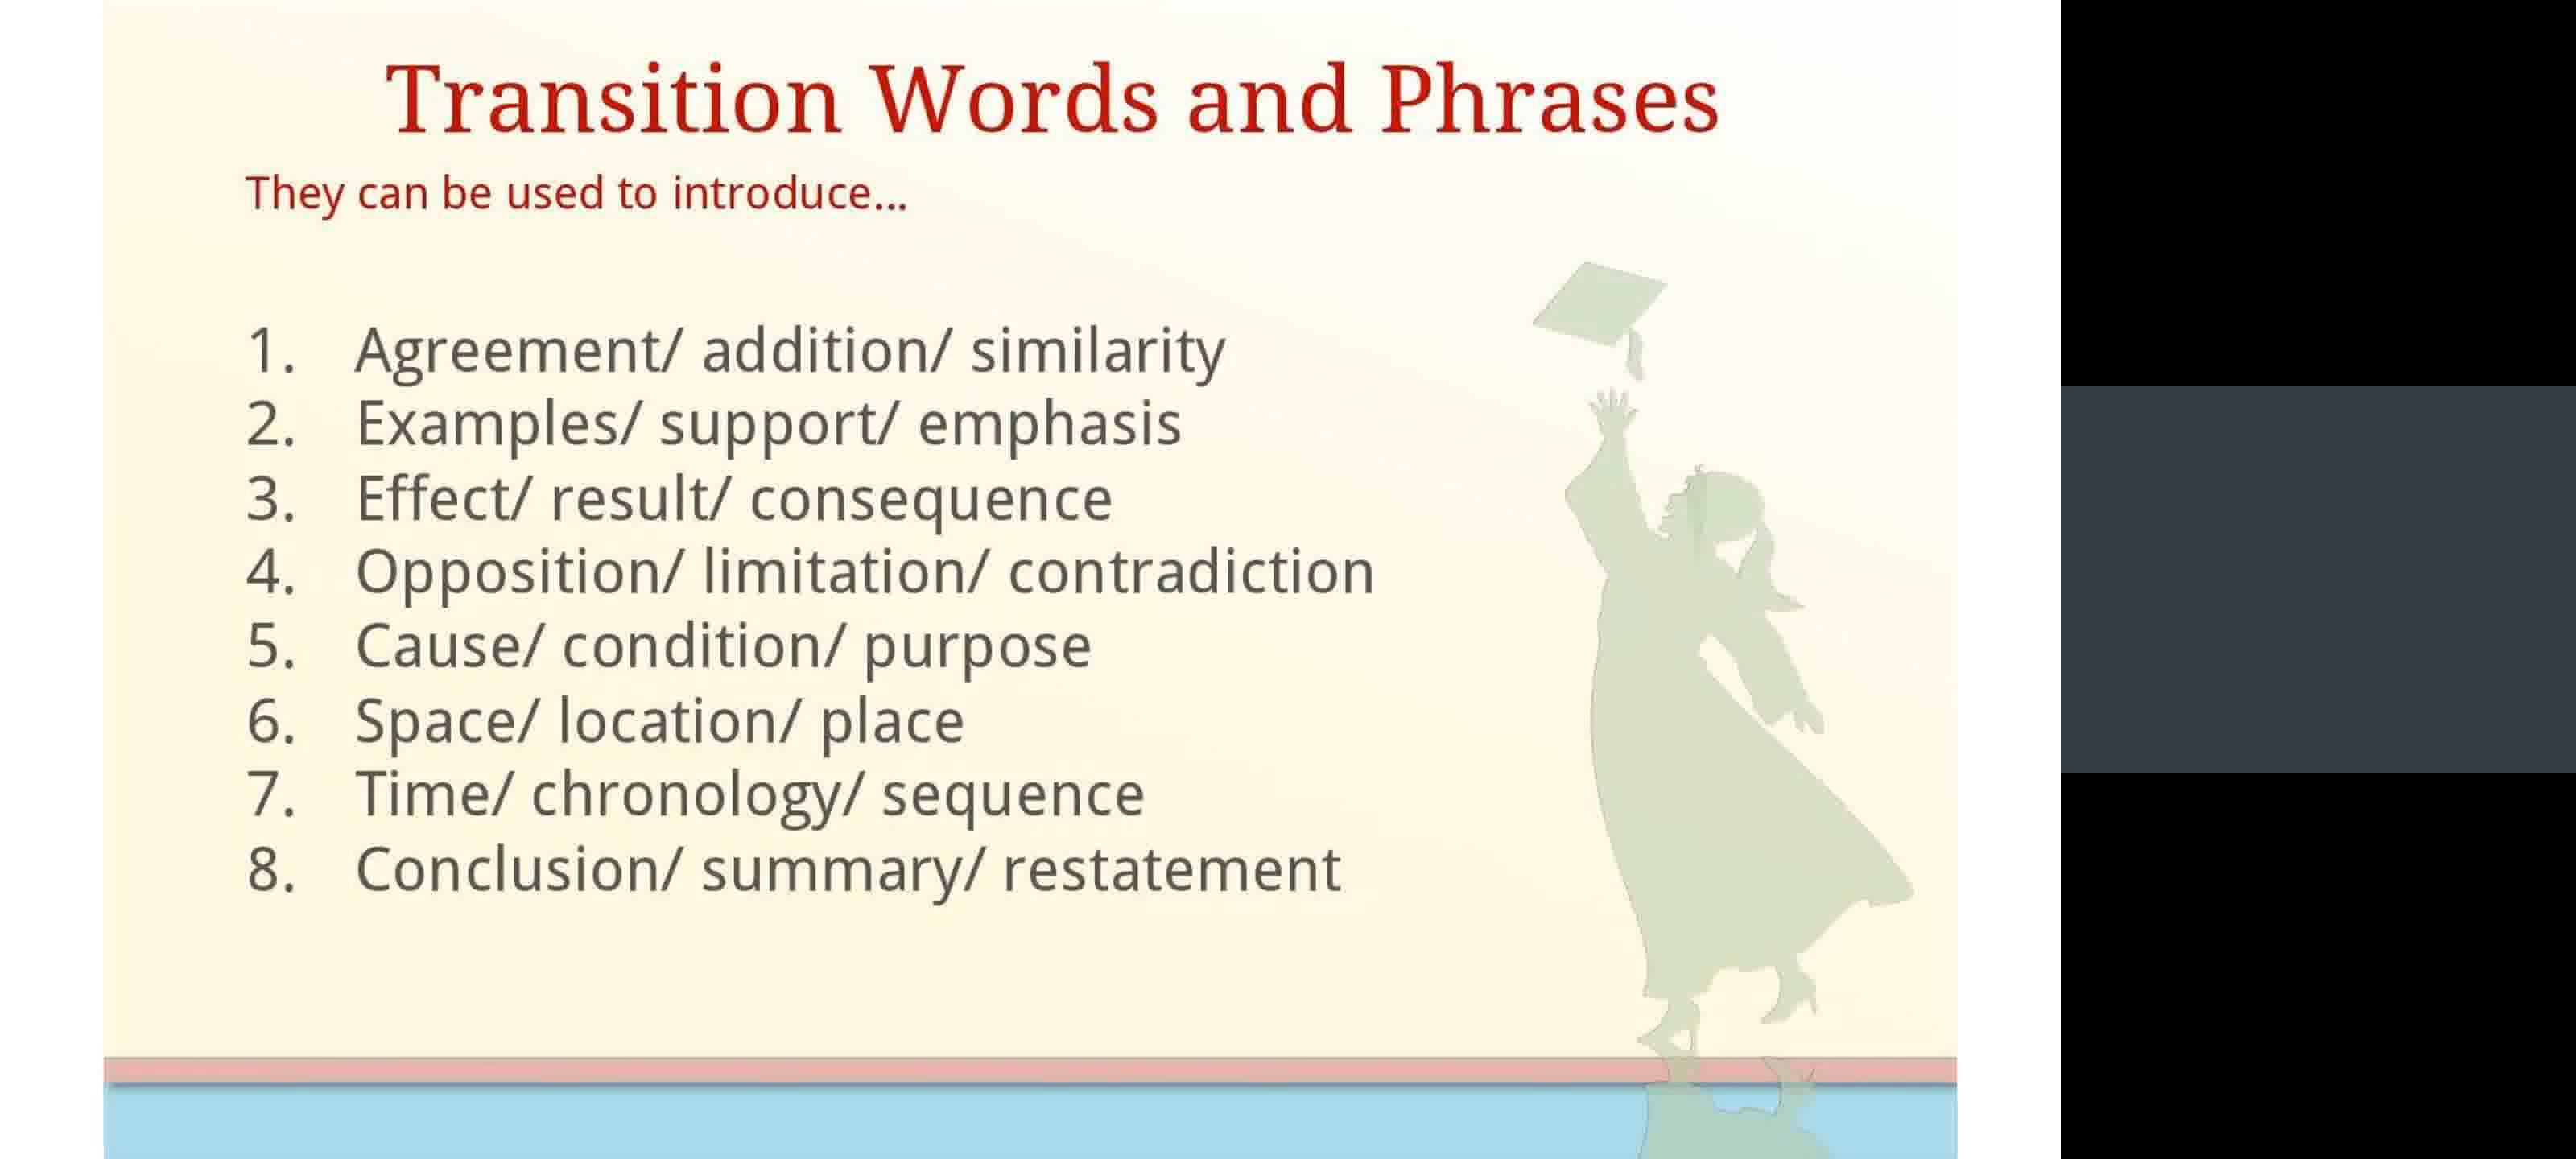 Transition Words and Phrases
They can be used to introduce...
1. Agreement/ addition/ similarity
2. Examples/ support/ emphasis
3. Effect/ result/ consequence
4. Opposition/ limitation/ contradiction
5. Cause/ condition/ purpose
6. Space/ location/ place
7. Time/ chronology/ sequence
8. Conclusion/ summary/ restatement